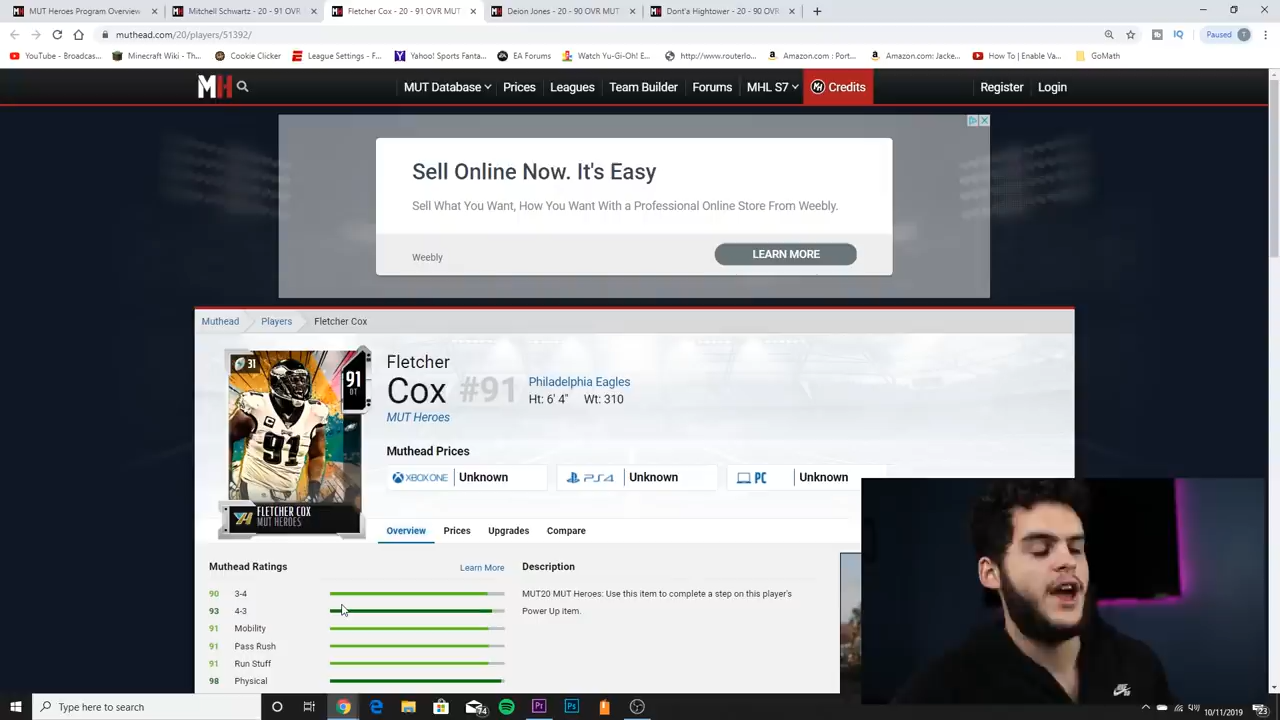 MUT Heroes Program Overview
Mitchell Schwartz - 20 - 91 OVR
Fletcher Cox - 20 - 91 OVR MUT
Deion Jones - 20 - 90 OVR MUT
Dont'a Hightower - 20 - 90 OVR
muthead.com/20/players/51392/
IQ
Paused
T
YouTube - Broadcas...
Minecraft Wiki - Th...
Cookie Clicker
League Settings - F...
Yahoo! Sports Fanta...
EA Forums
Watch Yu-Gi-Oh! E...
http://www.routerlo...
Amazon.com : Port...
Amazon.com: Jacke...
How To | Enable Va...
GoMath
MH
MUT Database
Prices
Leagues
Team Builder
Forums
MHL S7
Credits
Register
Login
Sell Online Now. It's Easy
Sell What You Want, How You Want With a Professional Online Store From Weebly.
Weebly
LEARN MORE
Muthead
Players
Fletcher Cox
31
91
DT
91
FLETCHER COX
MUT HEROES
Fletcher
Cox #91
Philadelphia Eagles
Ht: 6' 4" Wt: 310
MUT Heroes
Muthead Prices
XBOX ONE Unknown
PS4 Unknown
PC Unknown
Overview
Prices
Upgrades
Compare
Muthead Ratings
Learn More
90 3-4
93 4-3
91 Mobility
91 Pass Rush
91 Run Stuff
98 Physical
Description
MUT20 MUT Heroes: Use this item to complete a step on this player's
Power Up item.
Type here to search
74
Pr
Ps
10/11/2019
23